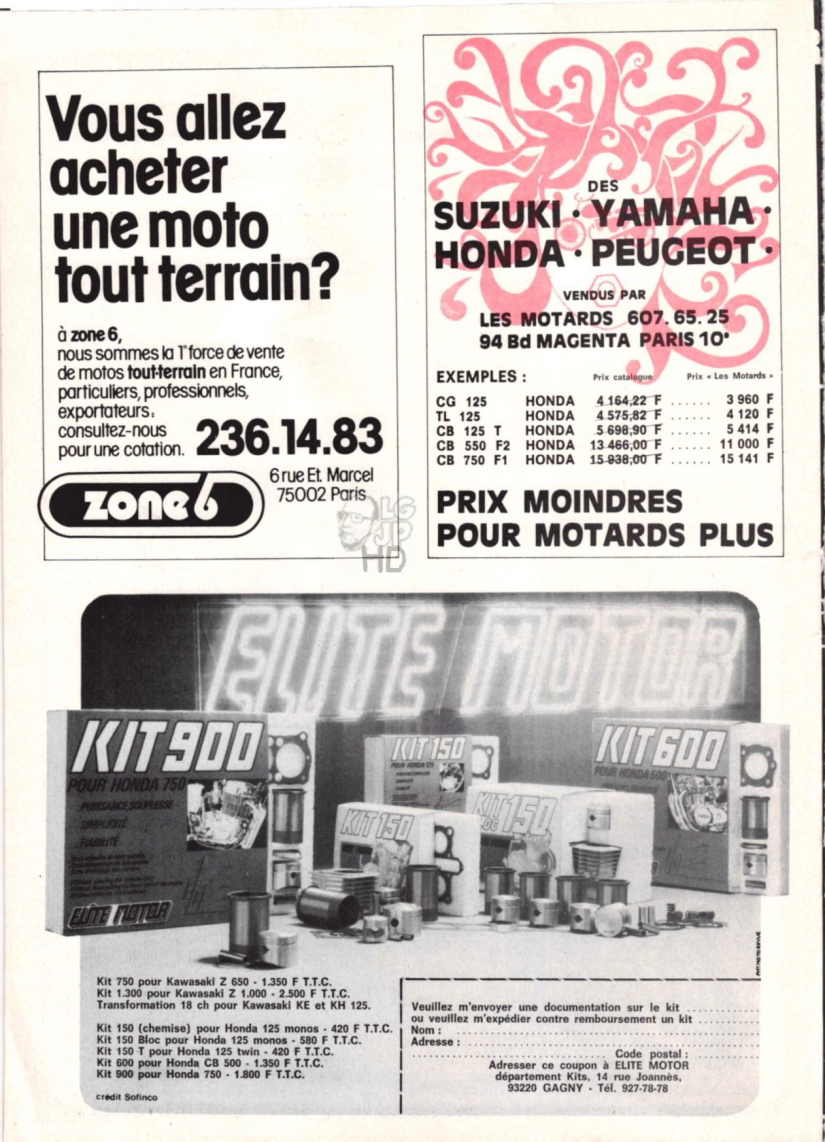 Vous allez
acheter
une moto
tout terrain?
à zone 6,
nous sommes la 1e force de vente
de motos tout-terrain en France,
particuliers, professionnels,
exportateurs:
consultez-nous
pour une cotation. 236.14.83
6 rue Et. Marcel
75002 Paris
zone 6
LG
JP
HD
DES
SUZUKI · YAMAHA ·
HONDA · PEUGEOT ·
VENDUS PAR
LES MOTARDS 607.65.25
94 Bd MAGENTA PARIS 10e
EXEMPLES : Prix catalogue Prix « Les Motards »
CG 125 HONDA 4 164,22 F ...... 3 960 F
TL 125 HONDA 4 575,82 F ...... 4 120 F
CB 125 T HONDA 5 698,90 F ...... 5 414 F
CB 550 F2 HONDA 13 466,00 F ...... 11 000 F
CB 750 F1 HONDA 15 938,00 F ...... 15 141 F
PRIX MOINDRES
POUR MOTARDS PLUS
ELITE MOTOR
KIT 900
POUR HONDA 750
PUISSANCE, SOUPLESSE
SIMPLICITÉ
FIABILITÉ
ELITE MOTOR
KIT 150
POUR HONDA 125
KIT 150
KIT 150
KIT 600
POUR HONDA 500
Kit 750 pour Kawasaki Z 650 - 1.350 F T.T.C.
Kit 1.300 pour Kawasaki Z 1.000 - 2.500 F T.T.C.
Transformation 18 ch pour Kawasaki KE et KH 125.
Kit 150 (chemise) pour Honda 125 monos - 420 F T.T.C.
Kit 150 Bloc pour Honda 125 monos - 580 F T.T.C.
Kit 150 T pour Honda 125 twin - 420 F T.T.C.
Kit 600 pour Honda CB 500 - 1.350 F T.T.C.
Kit 900 pour Honda 750 - 1.800 F T.T.C.
crédit Sofinco
Veuillez m'envoyer une documentation sur le kit ............
ou veuillez m'expédier contre remboursement un kit ............
Nom : ............
Adresse : ............
............ Code postal : ............
Adresser ce coupon à ELITE MOTOR
département Kits, 14 rue Joannès,
93220 GAGNY - Tél. 927-78-78